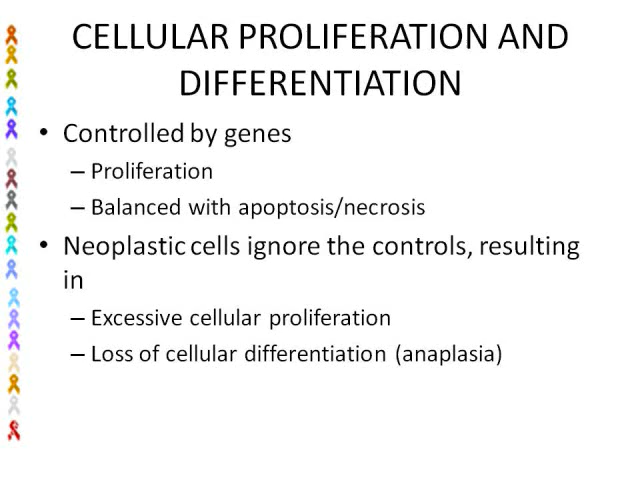 CELLULAR PROLIFERATION AND
DIFFERENTIATION
• Controlled by genes
– Proliferation
– Balanced with apoptosis/necrosis
• Neoplastic cells ignore the controls, resulting
in
– Excessive cellular proliferation
– Loss of cellular differentiation (anaplasia)